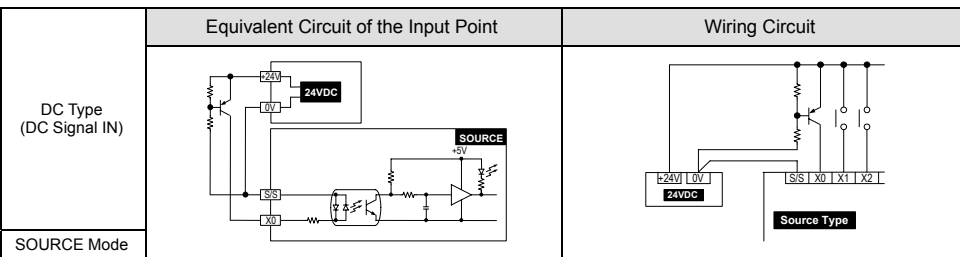 Equivalent Circuit of the Input Point
Wiring Circuit
DC Type
(DC Signal IN)
SOURCE Mode
+24V
24VDC
0V
SOURCE
+5V
S/S
X0
+24V 0V
24VDC
S/S X0 X1 X2
Source Type